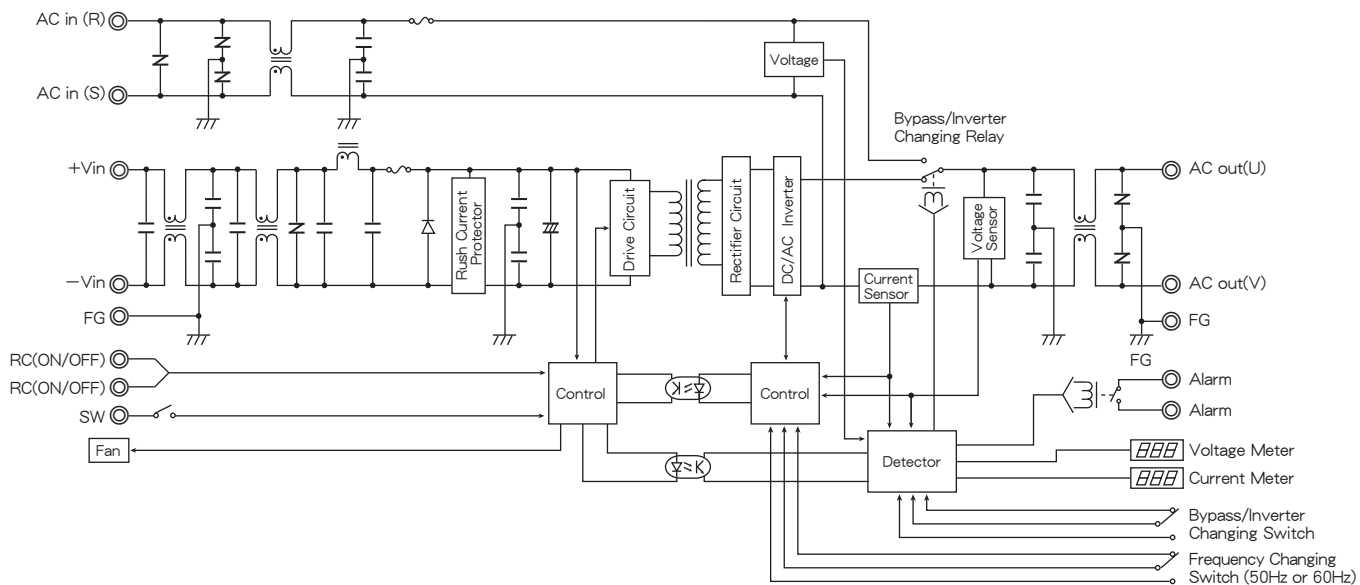 AC in (R)
Voltage
AC in (S)
Bypass/Inverter
Changing Relay
+Vin
AC out(U)
Rush Current
Protector
Drive Circuit
Rectifier Circuit
DC/AC Inverter
Voltage
Sensor
Current
Sensor
−Vin
AC out(V)
FG
FG
FG
RC(ON/OFF)
RC(ON/OFF)
Control
Control
Alarm
Alarm
SW
Fan
Detector
888
Voltage Meter
888
Current Meter
Bypass/Inverter
Changing Switch
Frequency Changing
Switch (50Hz or 60Hz)